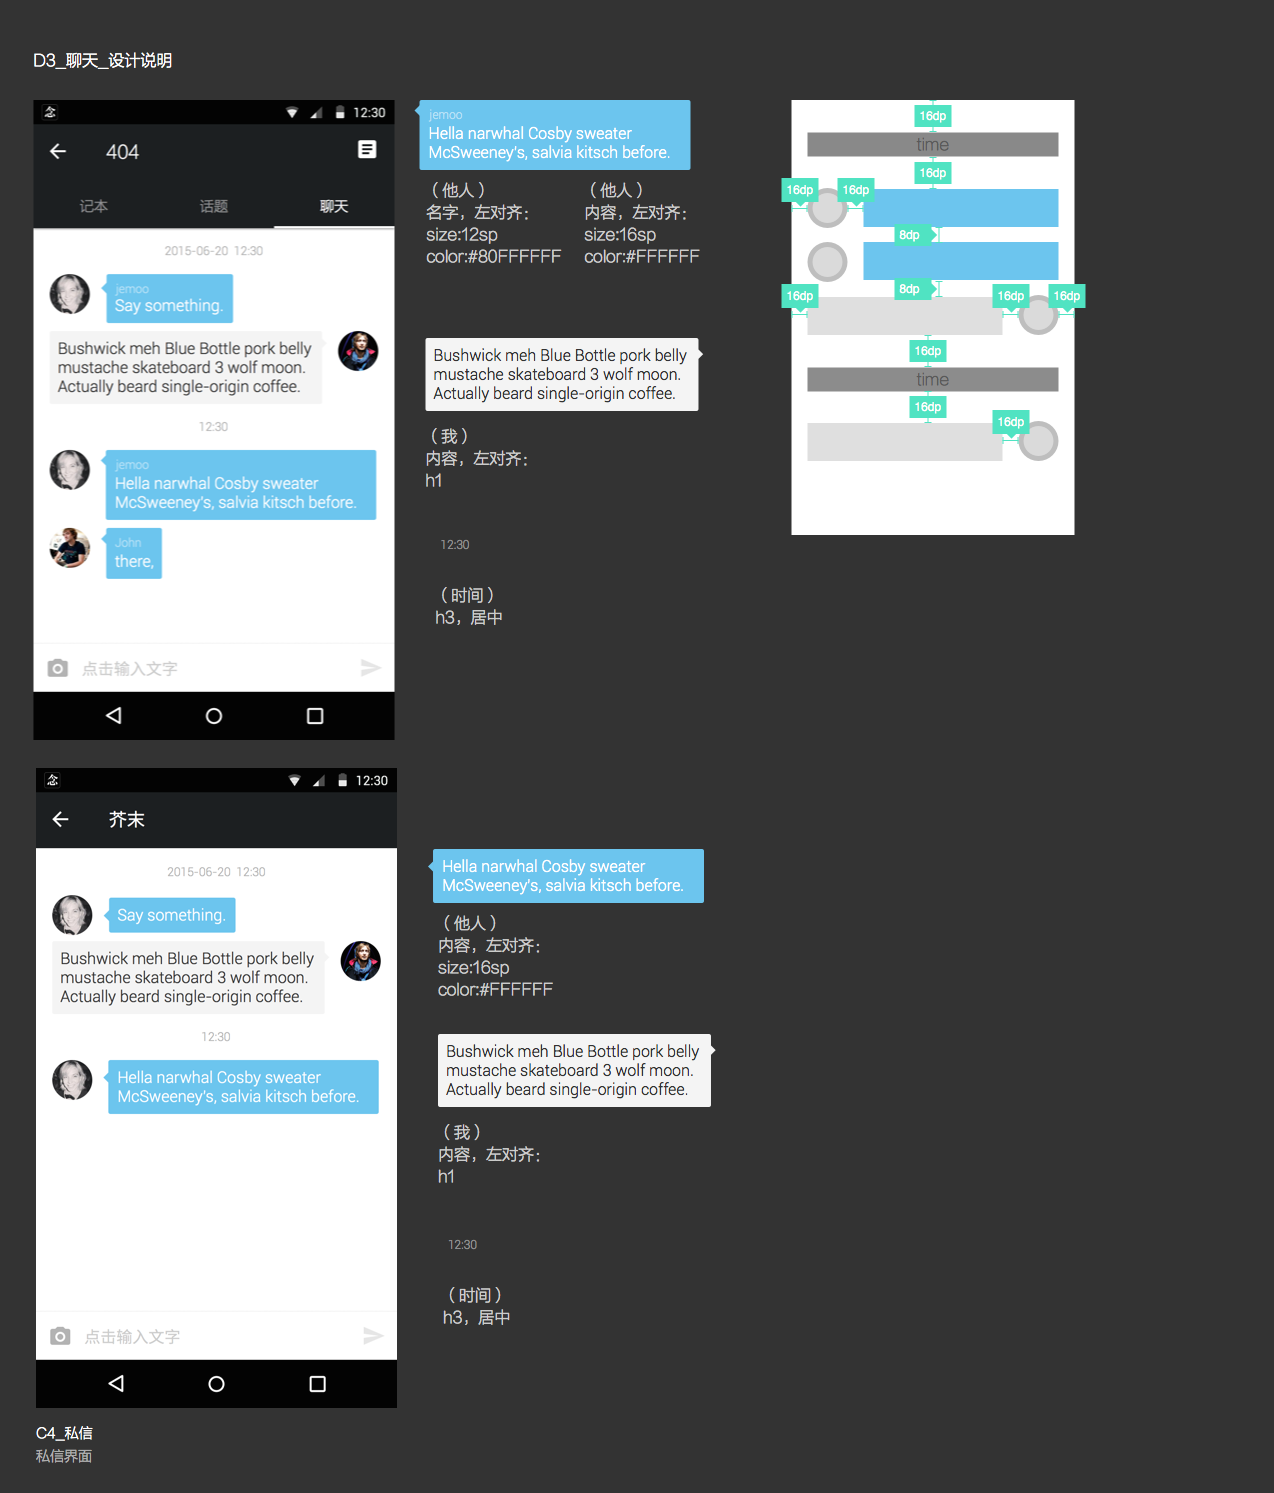 D3_聊天_设计说明
念
12:30
404
记本
话题
聊天
2015-06-20 12:30
jemoo
Say something.
Bushwick meh Blue Bottle pork belly
mustache skateboard 3 wolf moon.
Actually beard single-origin coffee.
12:30
jemoo
Hella narwhal Cosby sweater
McSweeney's, salvia kitsch before.
John
there,
点击输入文字
jemoo
Hella narwhal Cosby sweater
McSweeney's, salvia kitsch before.
（他人）
名字，左对齐：
size:12sp
color:#80FFFFFF
（他人）
内容，左对齐：
size:16sp
color:#FFFFFF
Bushwick meh Blue Bottle pork belly
mustache skateboard 3 wolf moon.
Actually beard single-origin coffee.
（我）
内容，左对齐：
h1
12:30
（时间）
h3，居中
16dp
time
16dp
16dp
16dp
8dp
8dp
16dp
16dp
16dp
16dp
time
16dp
16dp
念
12:30
芥末
2015-06-20 12:30
Say something.
Bushwick meh Blue Bottle pork belly
mustache skateboard 3 wolf moon.
Actually beard single-origin coffee.
12:30
Hella narwhal Cosby sweater
McSweeney's, salvia kitsch before.
点击输入文字
Hella narwhal Cosby sweater
McSweeney's, salvia kitsch before.
（他人）
内容，左对齐：
size:16sp
color:#FFFFFF
Bushwick meh Blue Bottle pork belly
mustache skateboard 3 wolf moon.
Actually beard single-origin coffee.
（我）
内容，左对齐：
h1
12:30
（时间）
h3，居中
C4_私信
私信界面